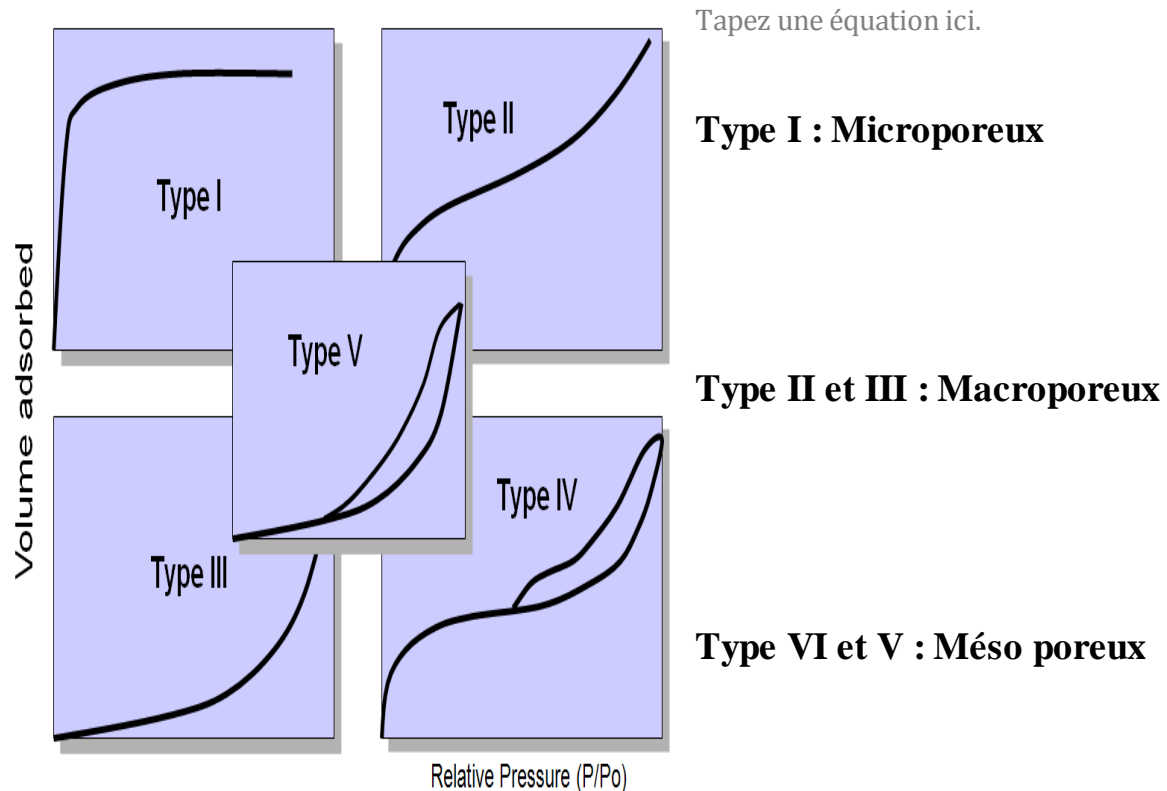 Tapez une équation ici.
Type I : Microporeux
Type II et III : Macroporeux
Type VI et V : Méso poreux
Volume adsorbed
Type I
Type II
Type V
Type III
Type IV
Relative Pressure (P/Po)